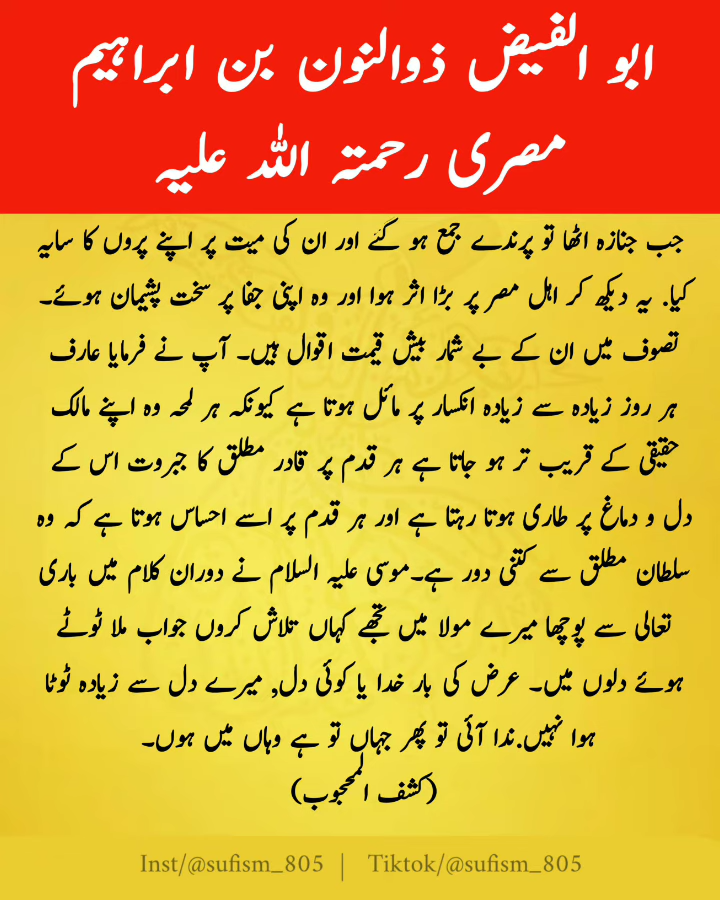 ابو الفیض ذوالنون بن ابراہیم
مصری رحمتہ اللہ علیہ
جب جنازہ اٹھا تو پرندے جمع ہو گئے اور ان کی میت پر اپنے پروں کا سایہ
کیا. یہ دیکھ کر اہل مصر پر بڑا اثر ہوا اور وہ اپنی جفا پر سخت پشیمان ہوئے۔
تصوف میں ان کے بے شمار بیش قیمت اقوال ہیں۔ آپ نے فرمایا عارف
ہر روز زیادہ سے زیادہ انکسار پر مائل ہوتا ہے کیونکہ ہر لمحہ وہ اپنے مالک
حقیقی کے قریب تر ہو جاتا ہے ہر قدم پر قادر مطلق کا جبروت اس کے
دل و دماغ پر طاری ہوتا رہتا ہے اور ہر قدم پر اسے احساس ہوتا ہے کہ وہ
سلطان مطلق سے کتنی دور ہے۔موسی علیہ السلام نے دوران کلام میں باری
تعالی سے پوچھا میرے مولا میں تجھے کہاں تلاش کروں جواب ملا ٹوٹے
ہوئے دلوں میں۔ عرض کی بار خدا یا کوئی دل, میرے دل سے زیادہ ٹوٹا
ہوا نہیں.ندا آئی تو پھر جہاں تو ہے وہاں میں ہوں۔
(کشف المحجوب)
Inst/@sufism_805 | Tiktok/@sufism_805